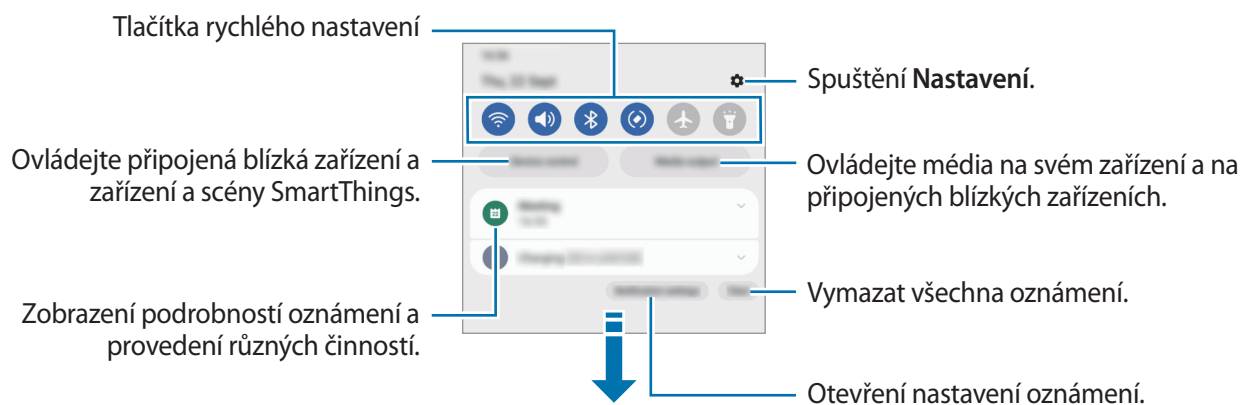 Tlačítka rychlého nastavení
Spuštění Nastavení.
Ovládejte připojená blízká zařízení a
zařízení a scény SmartThings.
Ovládejte média na svém zařízení a na
připojených blízkých zařízeních.
Zobrazení podrobností oznámení a
provedení různých činností.
Vymazat všechna oznámení.
Otevření nastavení oznámení.